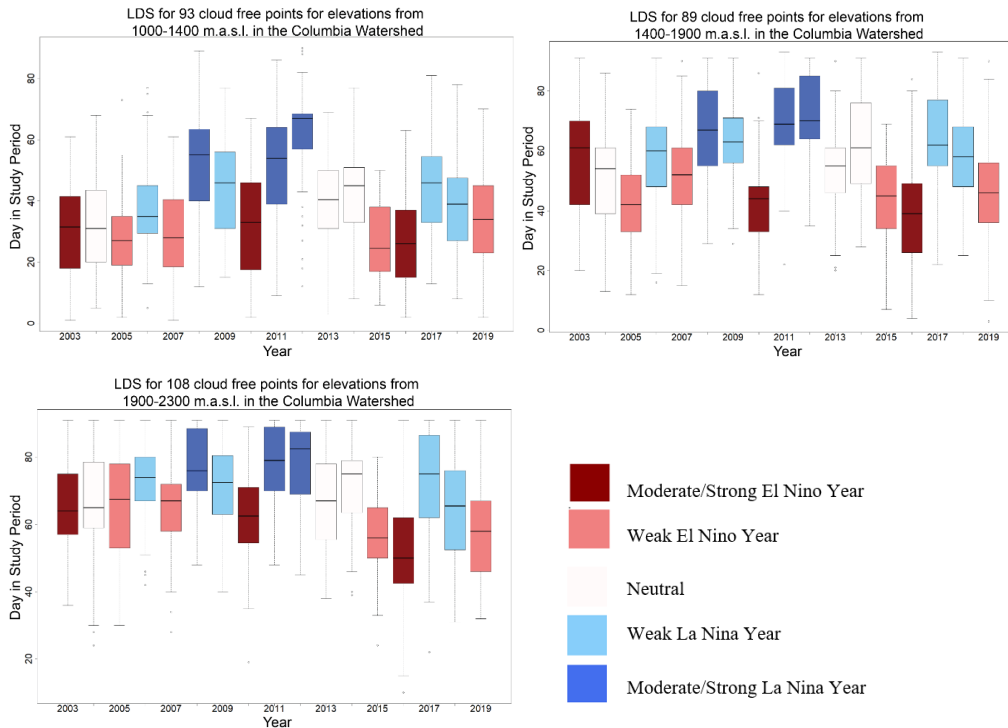 LDS for 93 cloud free points for elevations from
1000-1400 m.a.s.l. in the Columbia Watershed
Day in Study Period
80
60
40
20
0
2003 2005 2007 2009 2011 2013 2015 2017 2019
Year
LDS for 89 cloud free points for elevations from
1400-1900 m.a.s.l. in the Columbia Watershed
Day in Study Period
80
60
40
20
0
2003 2005 2007 2009 2011 2013 2015 2017 2019
Year
LDS for 108 cloud free points for elevations from
1900-2300 m.a.s.l. in the Columbia Watershed
Day in Study Period
80
60
40
20
2003 2005 2007 2009 2011 2013 2015 2017 2019
Year
Moderate/Strong El Nino Year
Weak El Nino Year
Neutral
Weak La Nina Year
Moderate/Strong La Nina Year